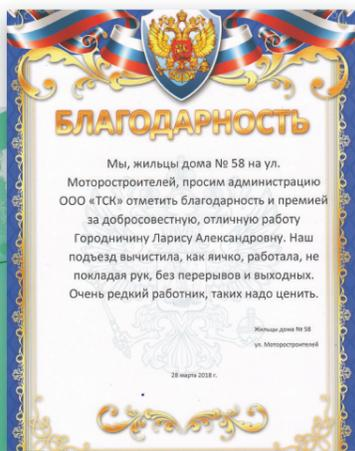 БЛАГОДАРНОСТЬ
Мы, жильцы дома № 58 на ул.
Моторостроителей, просим администрацию
ООО «ТСК» отметить благодарность и премией
за добросовестную, отличную работу
Городничину Ларису Александровну. Наш
подъезд вычистила, как яичко, работала, не
покладая рук, без перерывов и выходных.
Очень редкий работник, таких надо ценить.
Жильцы дома № 58
ул. Моторостроителей
28 марта 2018 г.